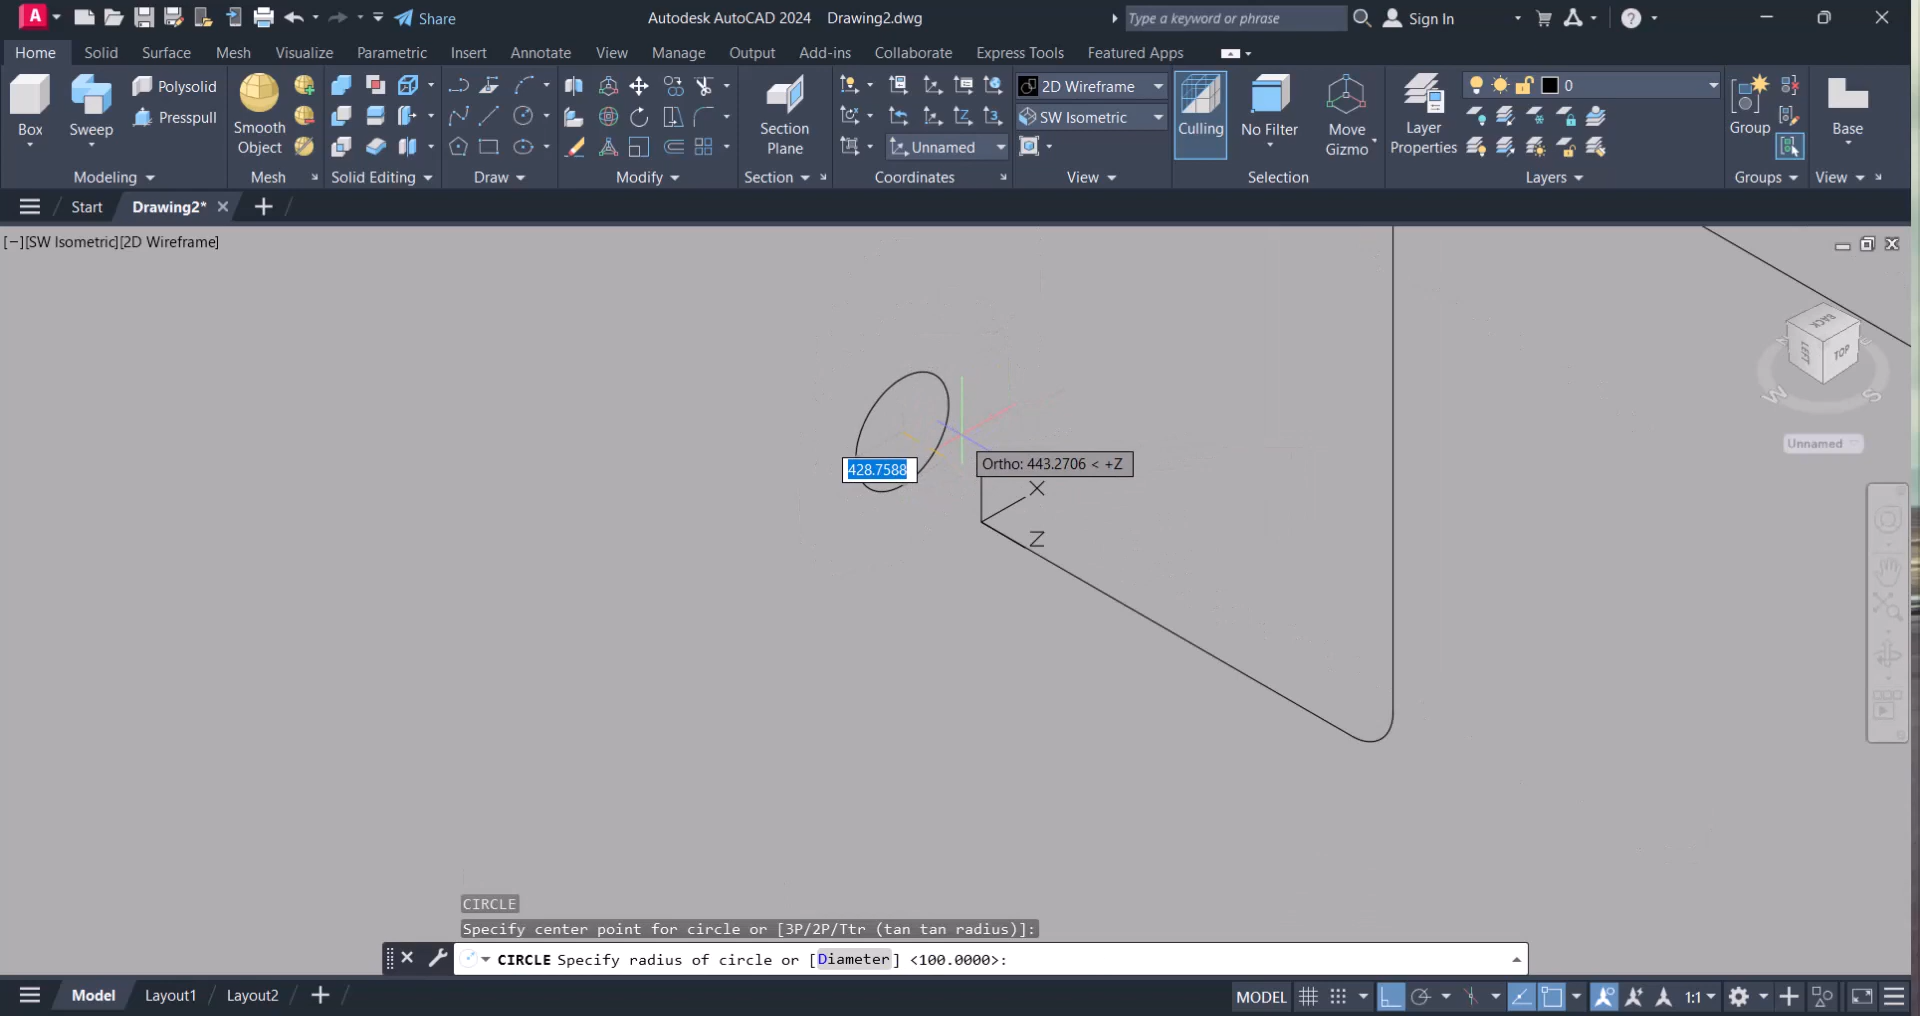 A Share Autodesk AutoCAD 2024 Drawing2.dwg Type a keyword or phrase Sign In
Home Solid Surface Mesh Visualize Parametric Insert Annotate View Manage Output Add-ins Collaborate Express Tools Featured Apps
Polysolid 2D Wireframe 0
Presspull SW Isometric
Box Sweep Smooth Object Section Plane Culling No Filter Move Gizmo Layer Properties Group Base
Unnamed
Modeling Mesh Solid Editing Draw Modify Section Coordinates View Selection Layers Groups View
Start Drawing2* 
[−][SW Isometric][2D Wireframe]
BACK
LEFT TOP
W S
Unnamed
428.7588 Ortho: 443.2706 < +Z
X
Z
CIRCLE
Specify center point for circle or [3P/2P/Ttr (tan tan radius)]:
CIRCLE Specify radius of circle or [Diameter] <100.0000>:
Model Layout1 Layout2 MODEL 1:1